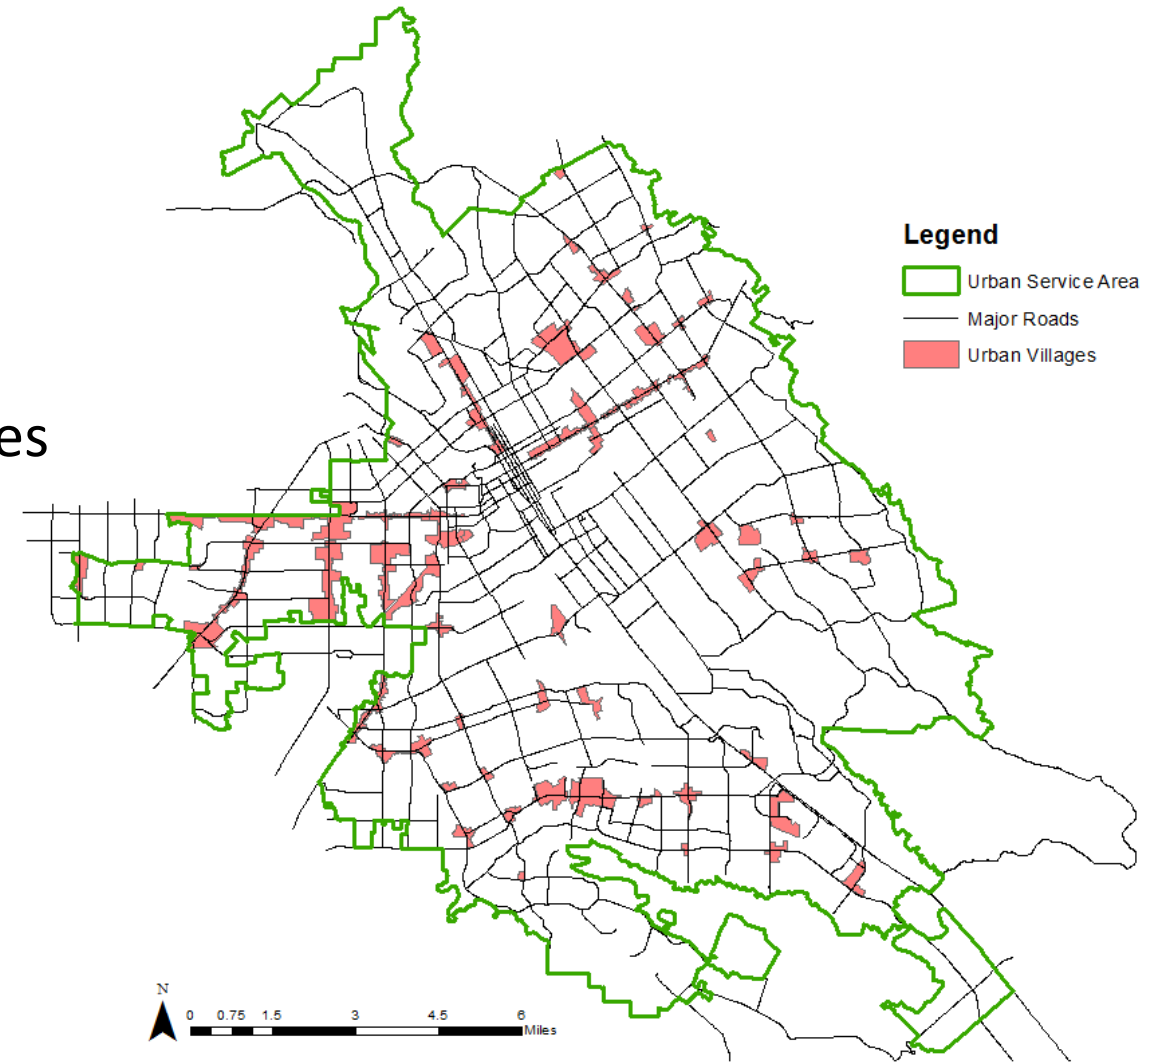 Legend
Urban Service Area
Major Roads
Urban Villages
es
N
0 0.75 1.5 3 4.5 6
Miles